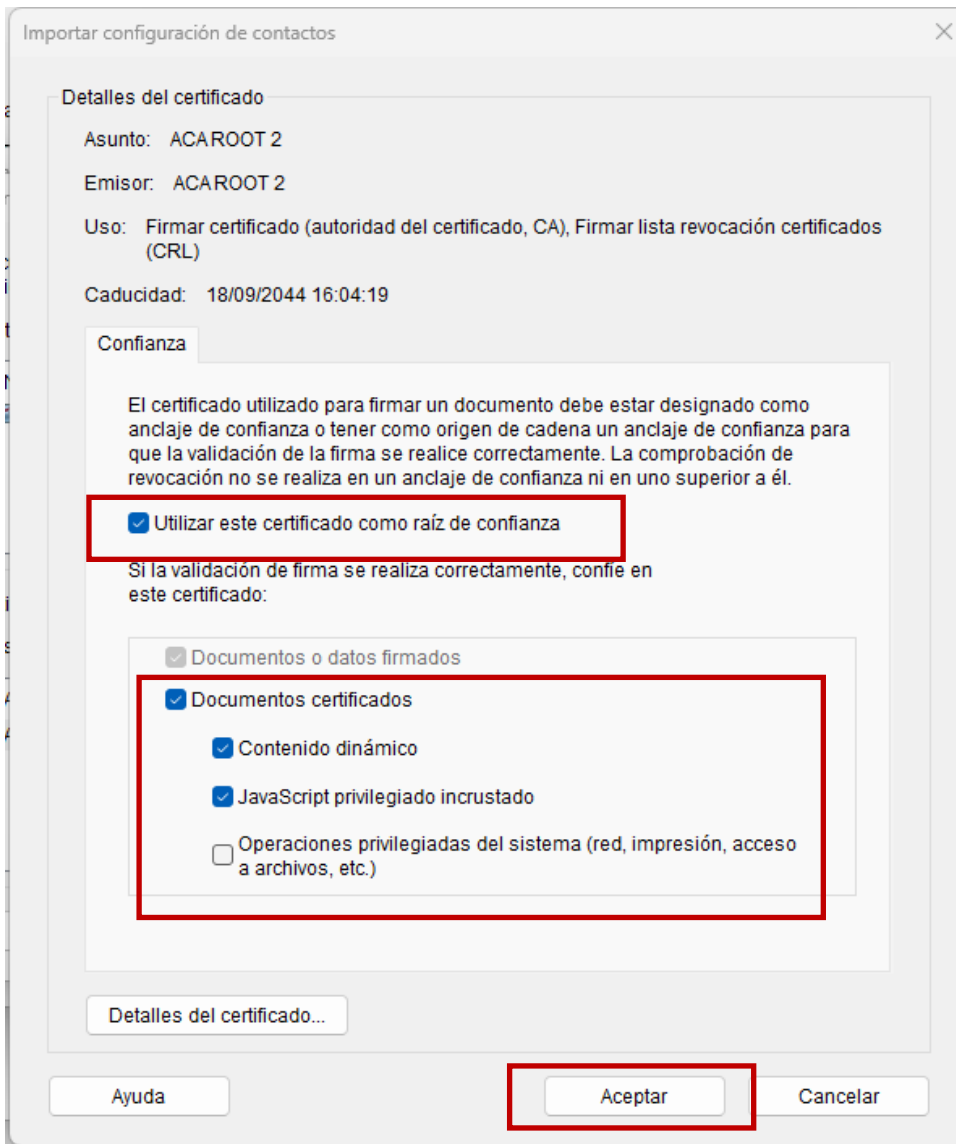 Importar configuración de contactos
Detalles del certificado
Asunto: ACA ROOT 2
Emisor: ACA ROOT 2
Uso: Firmar certificado (autoridad del certificado, CA), Firmar lista revocación certificados
(CRL)
Caducidad: 18/09/2044 16:04:19
Confianza
El certificado utilizado para firmar un documento debe estar designado como
anclaje de confianza o tener como origen de cadena un anclaje de confianza para
que la validación de la firma se realice correctamente. La comprobación de
revocación no se realiza en un anclaje de confianza ni en uno superior a él.
Utilizar este certificado como raíz de confianza
Si la validación de firma se realiza correctamente, confíe en
este certificado:
Documentos o datos firmados
Documentos certificados
Contenido dinámico
JavaScript privilegiado incrustado
Operaciones privilegiadas del sistema (red, impresión, acceso
a archivos, etc.)
Detalles del certificado...
Ayuda
Aceptar
Cancelar